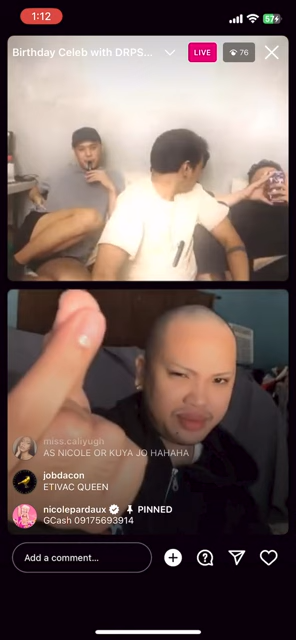 1:12
57
Birthday Celeb with DRPS...
LIVE
76
miss.caliyugh
AS NICOLE OR KUYA JO HAHAHA
jobdacon
ETIVAC QUEEN
nicolepardaux PINNED
GCash 09175693914
Add a comment...